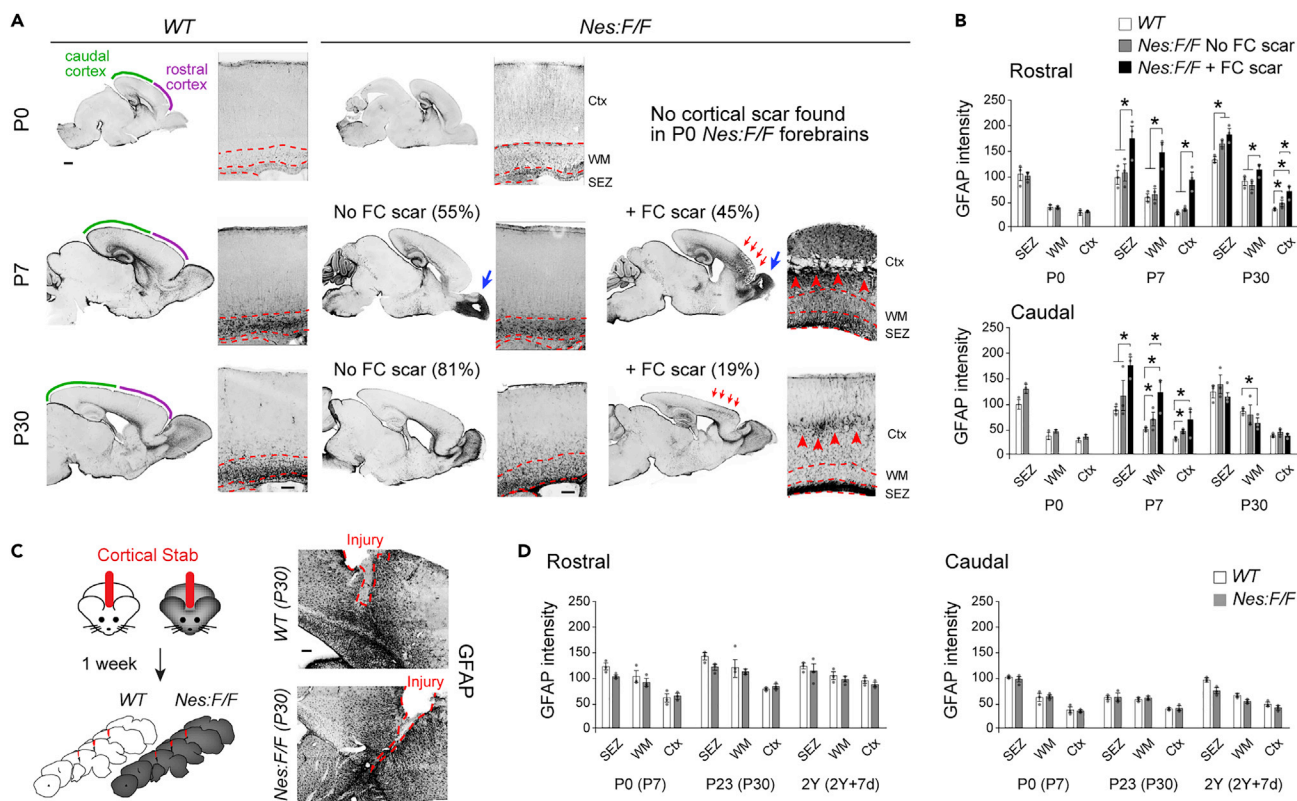 A
WT
Nes:F/F
caudal
cortex
rostral
cortex
P0
Ctx
WM
SEZ
No cortical scar found
in P0 Nes:F/F forebrains
P7
No FC scar (55%)
+ FC scar (45%)
Ctx
WM
SEZ
P30
No FC scar (81%)
+ FC scar (19%)
Ctx
WM
SEZ
B
WT
Nes:F/F No FC scar
Nes:F/F + FC scar
Rostral
GFAP intensity
250
200
150
100
50
0
* * * * * * * *
SEZ WM Ctx SEZ WM Ctx SEZ WM Ctx
P0 P7 P30
Caudal
GFAP intensity
250
200
150
100
50
0
* * * * * *
SEZ WM Ctx SEZ WM Ctx SEZ WM Ctx
P0 P7 P30
C
Cortical Stab
1 week
WT
Nes:F/F
Injury
WT (P30)
Injury
Nes:F/F (P30)
GFAP
D
Rostral
GFAP intensity
250
200
150
100
50
0
SEZ WM Ctx SEZ WM Ctx SEZ WM Ctx
P0 (P7) P23 (P30) 2Y (2Y+7d)
Caudal
WT
Nes:F/F
GFAP intensity
250
200
150
100
50
0
SEZ WM Ctx SEZ WM Ctx SEZ WM Ctx
P0 (P7) P23 (P30) 2Y (2Y+7d)